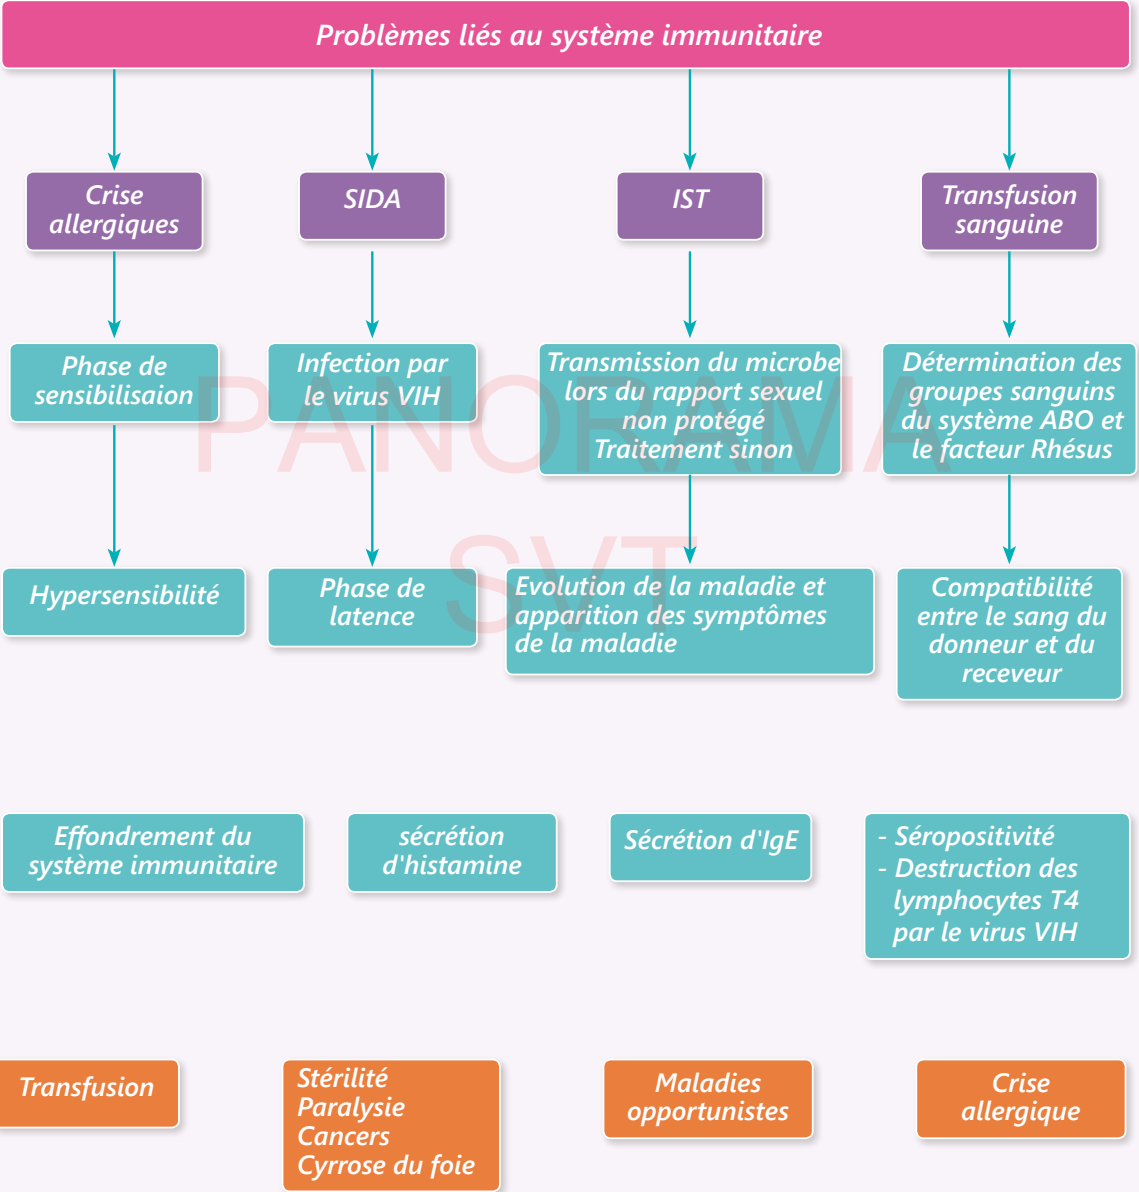 Problèmes liés au système immunitaire
Crise
allergiques
SIDA
IST
Transfusion
sanguine
Phase de
sensibilisaion
Infection par
le virus VIH
Transmission du microbe
lors du rapport sexuel
non protégé
Traitement sinon
Détermination des
groupes sanguins
du système ABO et
le facteur Rhésus
Hypersensibilité
Phase de
latence
Evolution de la maladie et
apparition des symptômes
de la maladie
Compatibilité
entre le sang du
donneur et du
receveur
PANORAMA
SVT
Effondrement du
système immunitaire
sécrétion
d'histamine
Sécrétion d'IgE
- Séropositivité
- Destruction des
lymphocytes T4
par le virus VIH
Transfusion
Stérilité
Paralysie
Cancers
Cyrrose du foie
Maladies
opportunistes
Crise
allergique